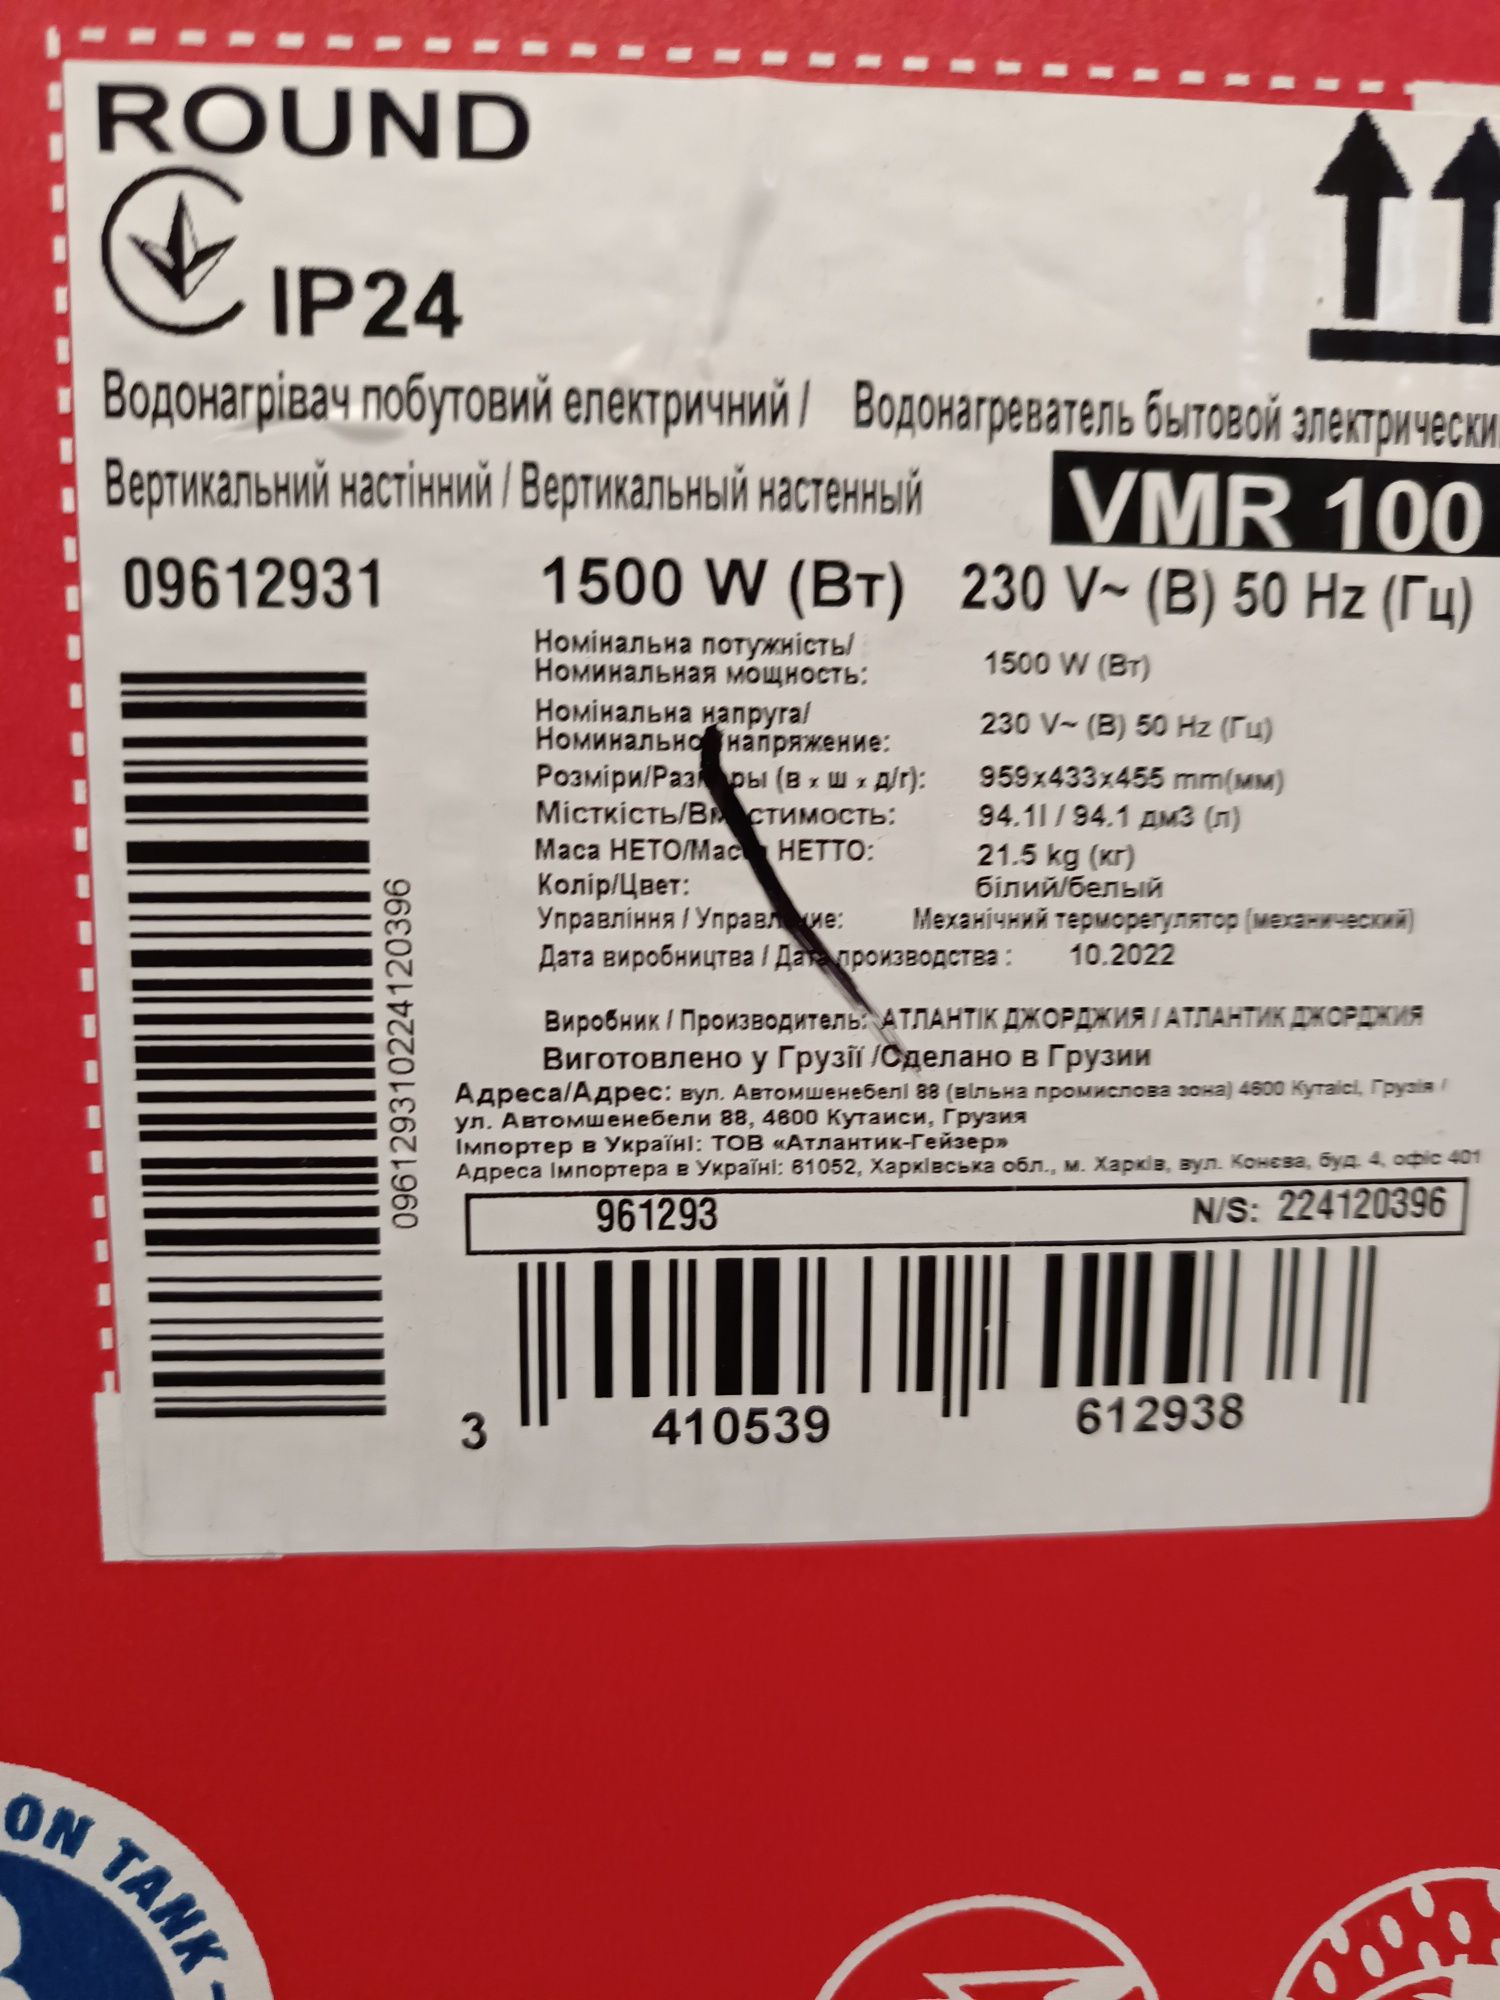 ROUND
IP24
Водонагрівач побутовий електричний / Водонагреватель бытовой электрически
Вертикальний настінний / Вертикальный настенный
VMR 100
09612931
1500 W (Вт) 230 V~ (В) 50 Hz (Гц)
Номінальна потужність/
Номинальная мощность: 1500 W (Вт)
Номінальна напруга/
Номинальное напряжение: 230 V~ (В) 50 Hz (Гц)
Розміри/Размеры (в x ш x д/г): 959x433x455 mm(мм)
Місткість/Вместимость: 94.1l / 94.1 дм3 (л)
Маса НЕТО/Масса НЕТТО: 21.5 kg (кг)
Колір/Цвет: білий/белый
Управління / Управление: Механічний терморегулятор (механический)
Дата виробництва / Дата производства : 10.2022
Виробник / Производитель: АТЛАНТІК ДЖОРДЖИЯ / АТЛАНТИК ДЖОРДЖИЯ
Виготовлено у Грузії /Сделано в Грузии
Адреса/Адрес: вул. Автомшенебелі 88 (вільна промислова зона) 4600 Кутаїсі, Грузія /
ул. Автомшенебели 88, 4600 Кутаиси, Грузия
Імпортер в Україні: ТОВ «Атлантик-Гейзер»
Адреса Імпортера в Україні: 61052, Харківська обл., м. Харків, вул. Конєва, буд. 4, офіс 401
961293 N/S: 224120396
096129310224120396
3 410539 612938
ON TANK -